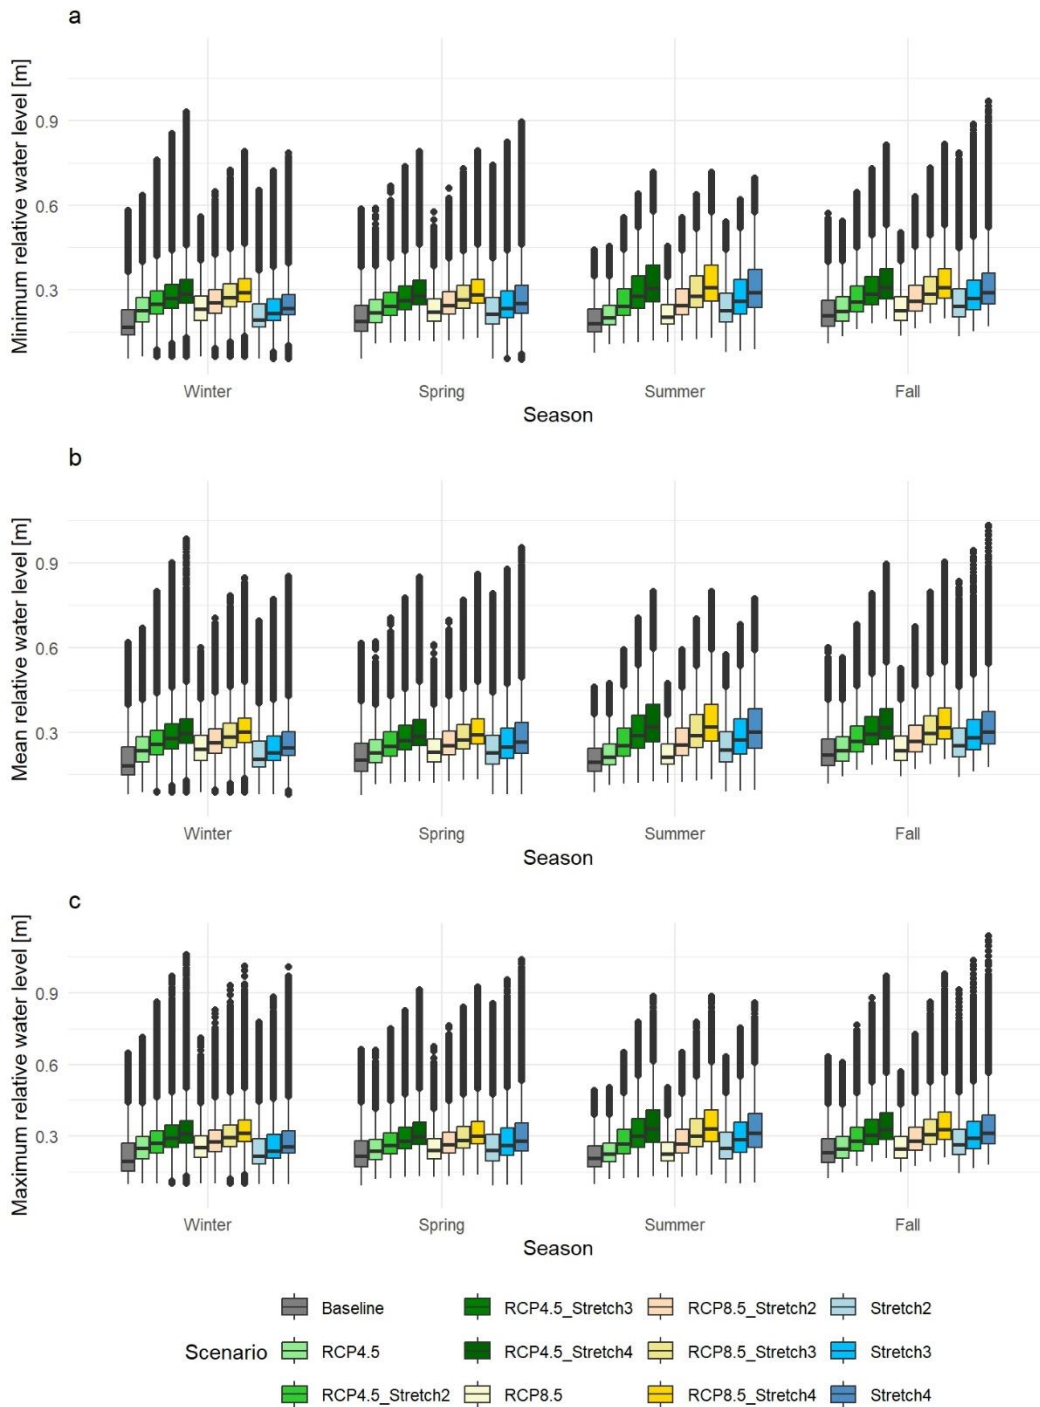 a
Minimum relative water level [m]
0.9
0.6
0.3
Winter Spring Summer Fall
Season
b
Mean relative water level [m]
0.9
0.6
0.3
Winter Spring Summer Fall
Season
c
Maximum relative water level [m]
0.9
0.6
0.3
Winter Spring Summer Fall
Season
Scenario
Baseline RCP4.5_Stretch3 RCP8.5_Stretch2 Stretch2
RCP4.5 RCP4.5_Stretch4 RCP8.5_Stretch3 Stretch3
RCP4.5_Stretch2 RCP8.5 RCP8.5_Stretch4 Stretch4